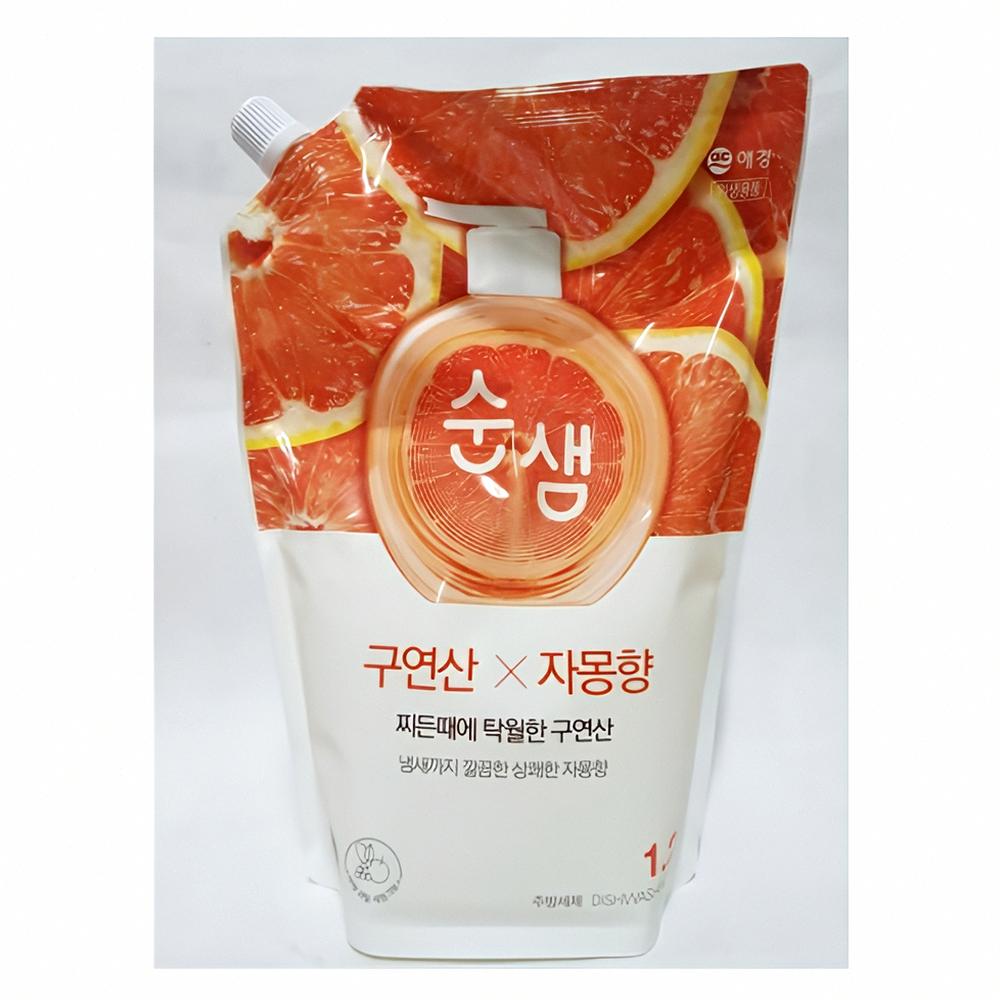 애경
순샘
구연산 × 자몽향
찌든때에 탁월한 구연산
냄새까지 깔끔한 상쾌한 자몽향
주방세제